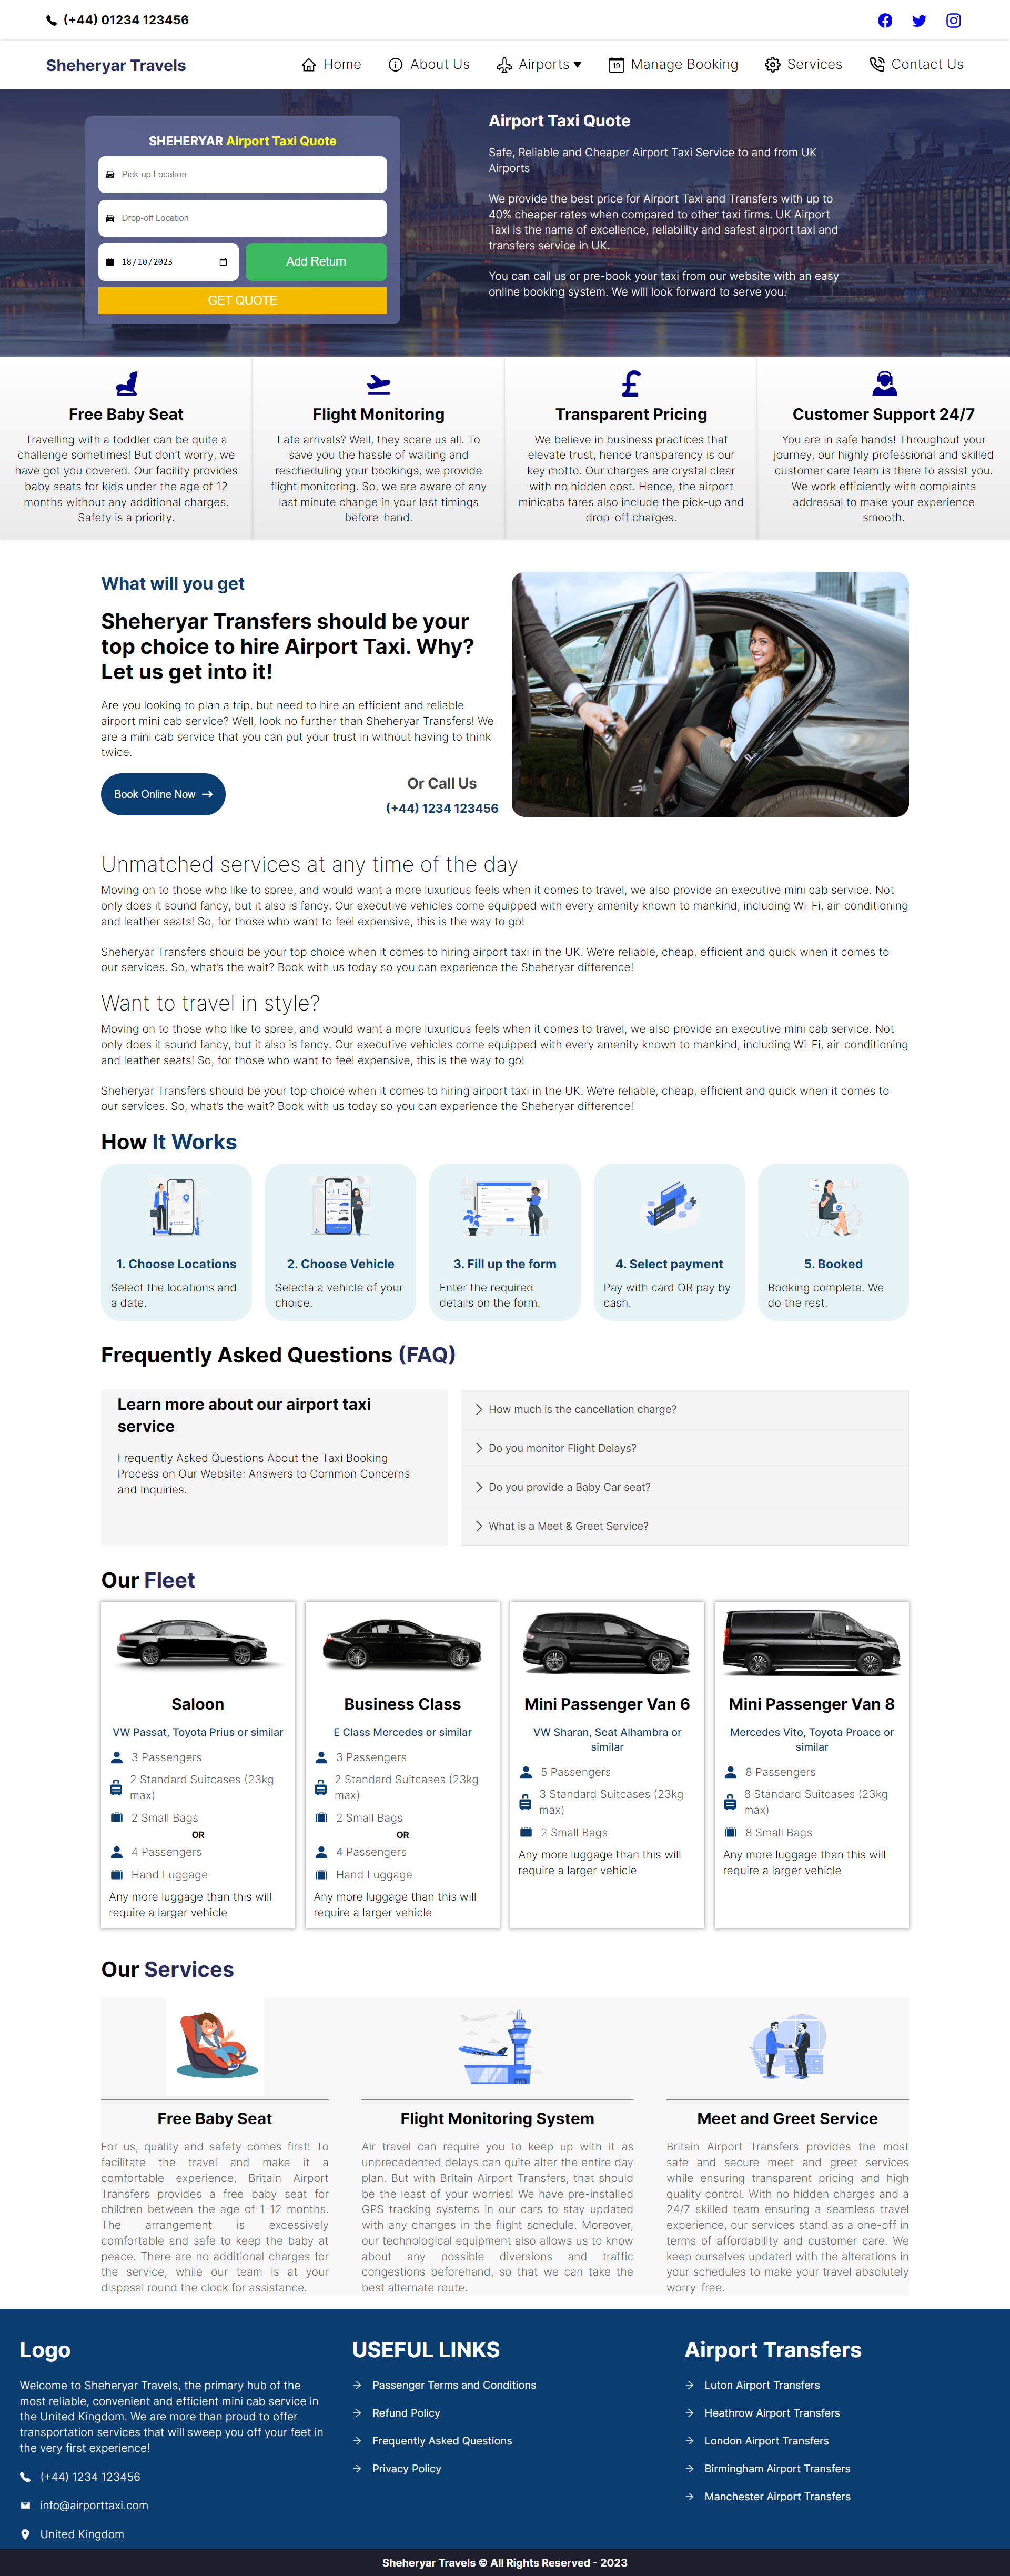 (+44) 01234 123456
Sheheryar Travels
Home
About Us
Airports
19
Manage Booking
Services
Contact Us
SHEHERYAR Airport Taxi Quote
Pick-up Location
Drop-off Location
18/10/2023
Add Return
GET QUOTE
Airport Taxi Quote
Safe, Reliable and Cheaper Airport Taxi Service to and from UK
Airports
We provide the best price for Airport Taxi and Transfers with up to
40% cheaper rates when compared to other taxi firms. UK Airport
Taxi is the name of excellence, reliability and safest airport taxi and
transfers service in UK.
You can call us or pre-book your taxi from our website with an easy
online booking system. We will look forward to serve you.
Free Baby Seat
Travelling with a toddler can be quite a
challenge sometimes! But don't worry, we
have got you covered. Our facility provides
baby seats for kids under the age of 12
months without any additional charges.
Safety is a priority.
Flight Monitoring
Late arrivals? Well, they scare us all. To
save you the hassle of waiting and
rescheduling your bookings, we provide
flight monitoring. So, we are aware of any
last minute change in your last timings
before-hand.
£
Transparent Pricing
We believe in business practices that
elevate trust, hence transparency is our
key motto. Our charges are crystal clear
with no hidden cost. Hence, the airport
minicabs fares also include the pick-up and
drop-off charges.
Customer Support 24/7
You are in safe hands! Throughout your
journey, our highly professional and skilled
customer care team is there to assist you.
We work efficiently with complaints
addressal to make your experience
smooth.
What will you get
Sheheryar Transfers should be your
top choice to hire Airport Taxi. Why?
Let us get into it!
Are you looking to plan a trip, but need to hire an efficient and reliable
airport mini cab service? Well, look no further than Sheheryar Transfers! We
are a mini cab service that you can put your trust in without having to think
twice.
Book Online Now →
Or Call Us
(+44) 1234 123456
Unmatched services at any time of the day
Moving on to those who like to spree, and would want a more luxurious feels when it comes to travel, we also provide an executive mini cab service. Not
only does it sound fancy, but it also is fancy. Our executive vehicles come equipped with every amenity known to mankind, including Wi-Fi, air-conditioning
and leather seats! So, for those who want to feel expensive, this is the way to go!
Sheheryar Transfers should be your top choice when it comes to hiring airport taxi in the UK. We're reliable, cheap, efficient and quick when it comes to
our services. So, what's the wait? Book with us today so you can experience the Sheheryar difference!
Want to travel in style?
Moving on to those who like to spree, and would want a more luxurious feels when it comes to travel, we also provide an executive mini cab service. Not
only does it sound fancy, but it also is fancy. Our executive vehicles come equipped with every amenity known to mankind, including Wi-Fi, air-conditioning
and leather seats! So, for those who want to feel expensive, this is the way to go!
Sheheryar Transfers should be your top choice when it comes to hiring airport taxi in the UK. We're reliable, cheap, efficient and quick when it comes to
our services. So, what's the wait? Book with us today so you can experience the Sheheryar difference!
How It Works
1. Choose Locations
Select the locations and
a date.
2. Choose Vehicle
Selecta a vehicle of your
choice.
3. Fill up the form
Enter the required
details on the form.
4. Select payment
Pay with card OR pay by
cash.
5. Booked
Booking complete. We
do the rest.
Frequently Asked Questions (FAQ)
Learn more about our airport taxi
service
Frequently Asked Questions About the Taxi Booking
Process on Our Website: Answers to Common Concerns
and Inquiries.
How much is the cancellation charge?
Do you monitor Flight Delays?
Do you provide a Baby Car seat?
What is a Meet & Greet Service?
Our Fleet
Saloon
VW Passat, Toyota Prius or similar
3 Passengers
2 Standard Suitcases (23kg
max)
2 Small Bags
OR
4 Passengers
Hand Luggage
Any more luggage than this will
require a larger vehicle
Business Class
E Class Mercedes or similar
3 Passengers
2 Standard Suitcases (23kg
max)
2 Small Bags
OR
4 Passengers
Hand Luggage
Any more luggage than this will
require a larger vehicle
Mini Passenger Van 6
VW Sharan, Seat Alhambra or
similar
5 Passengers
3 Standard Suitcases (23kg
max)
2 Small Bags
Any more luggage than this will
require a larger vehicle
Mini Passenger Van 8
Mercedes Vito, Toyota Proace or
similar
8 Passengers
8 Standard Suitcases (23kg
max)
8 Small Bags
Any more luggage than this will
require a larger vehicle
Our Services
Free Baby Seat
For us, quality and safety comes first! To
facilitate the travel and make it a
comfortable experience, Britain Airport
Transfers provides a free baby seat for
children between the age of 1-12 months.
The arrangement is excessively
comfortable and safe to keep the baby at
peace. There are no additional charges for
the service, while our team is at your
disposal round the clock for assistance.
Flight Monitoring System
Air travel can require you to keep up with it as
unprecedented delays can quite alter the entire day
plan. But with Britain Airport Transfers, that should
be the least of your worries! We have pre-installed
GPS tracking systems in our cars to stay updated
with any changes in the flight schedule. Moreover,
our technological equipment also allows us to know
about any possible diversions and traffic
congestions beforehand, so that we can take the
best alternate route.
Meet and Greet Service
Britain Airport Transfers provides the most
safe and secure meet and greet services
while ensuring transparent pricing and high
quality control. With no hidden charges and a
24/7 skilled team ensuring a seamless travel
experience, our services stand as a one-off in
terms of affordability and customer care. We
keep ourselves updated with the alterations in
your schedules to make your travel absolutely
worry-free.
Logo
Welcome to Sheheryar Travels, the primary hub of the
most reliable, convenient and efficient mini cab service in
the United Kingdom. We are more than proud to offer
transportation services that will sweep you off your feet in
the very first experience!
(+44) 1234 123456
info@airporttaxi.com
United Kingdom
USEFUL LINKS
Passenger Terms and Conditions
Refund Policy
Frequently Asked Questions
Privacy Policy
Airport Transfers
Luton Airport Transfers
Heathrow Airport Transfers
London Airport Transfers
Birmingham Airport Transfers
Manchester Airport Transfers
Sheheryar Travels © All Rights Reserved - 2023